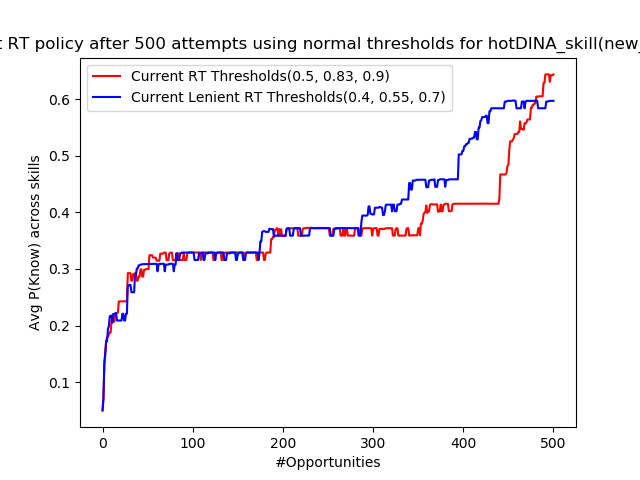 RT policy after 500 attempts using normal thresholds for hotDINA_skill(new_
Current RT Thresholds(0.5, 0.83, 0.9)
Current Lenient RT Thresholds(0.4, 0.55, 0.7)
0.6
0.5
0.4
0.3
0.2
0.1
Avg P(Know) across skills
0 100 200 300 400 500
#Opportunities